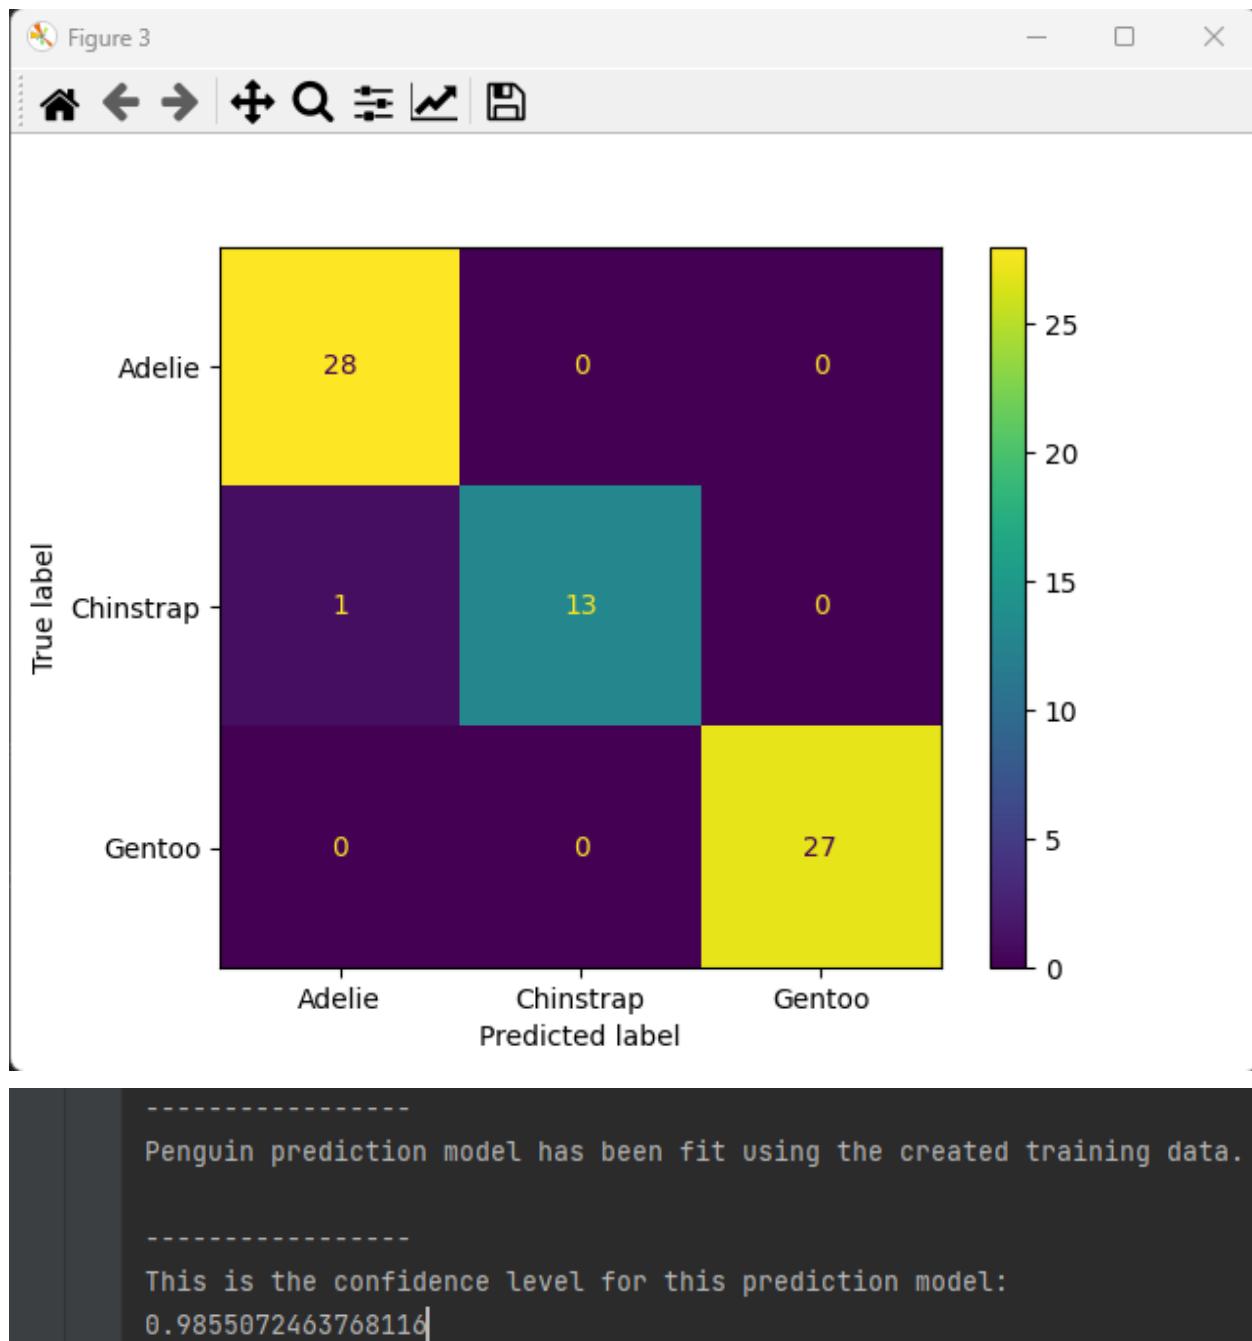 Figure 3
25
Adelie 28 0 0
20
15
True label
Chinstrap 1 13 0
10
5
Gentoo 0 0 27
0
Adelie Chinstrap Gentoo
Predicted label
-----------------
Penguin prediction model has been fit using the created training data.
-----------------
This is the confidence level for this prediction model:
0.9855072463768116